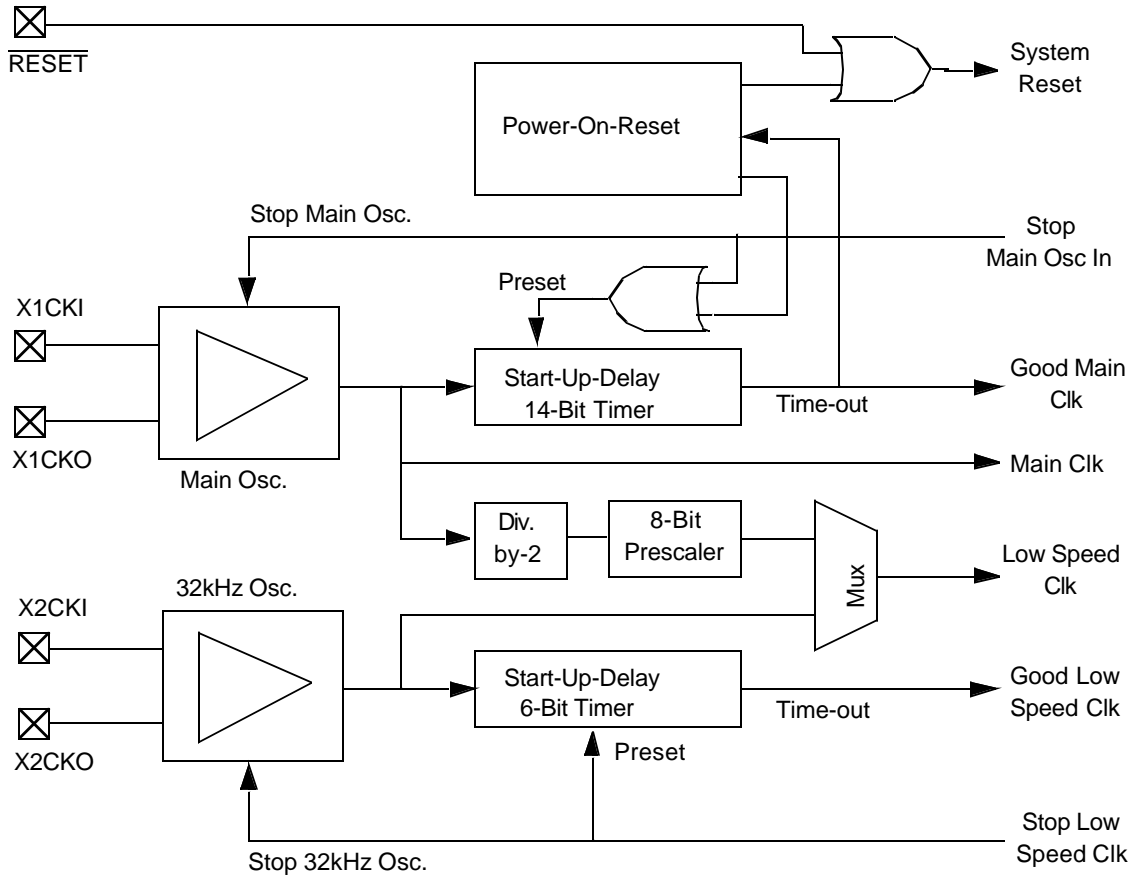 RESET
System
Reset
Power-On-Reset
Stop Main Osc.
Stop
Main Osc In
Preset
X1CKI
Start-Up-Delay
14-Bit Timer
Time-out
Good Main
Clk
X1CKO
Main Osc.
Main Clk
Div.
by-2
8-Bit
Prescaler
Mux
Low Speed
Clk
32kHz Osc.
X2CKI
Start-Up-Delay
6-Bit Timer
Time-out
Good Low
Speed Clk
X2CKO
Preset
Stop 32kHz Osc.
Stop Low
Speed Clk